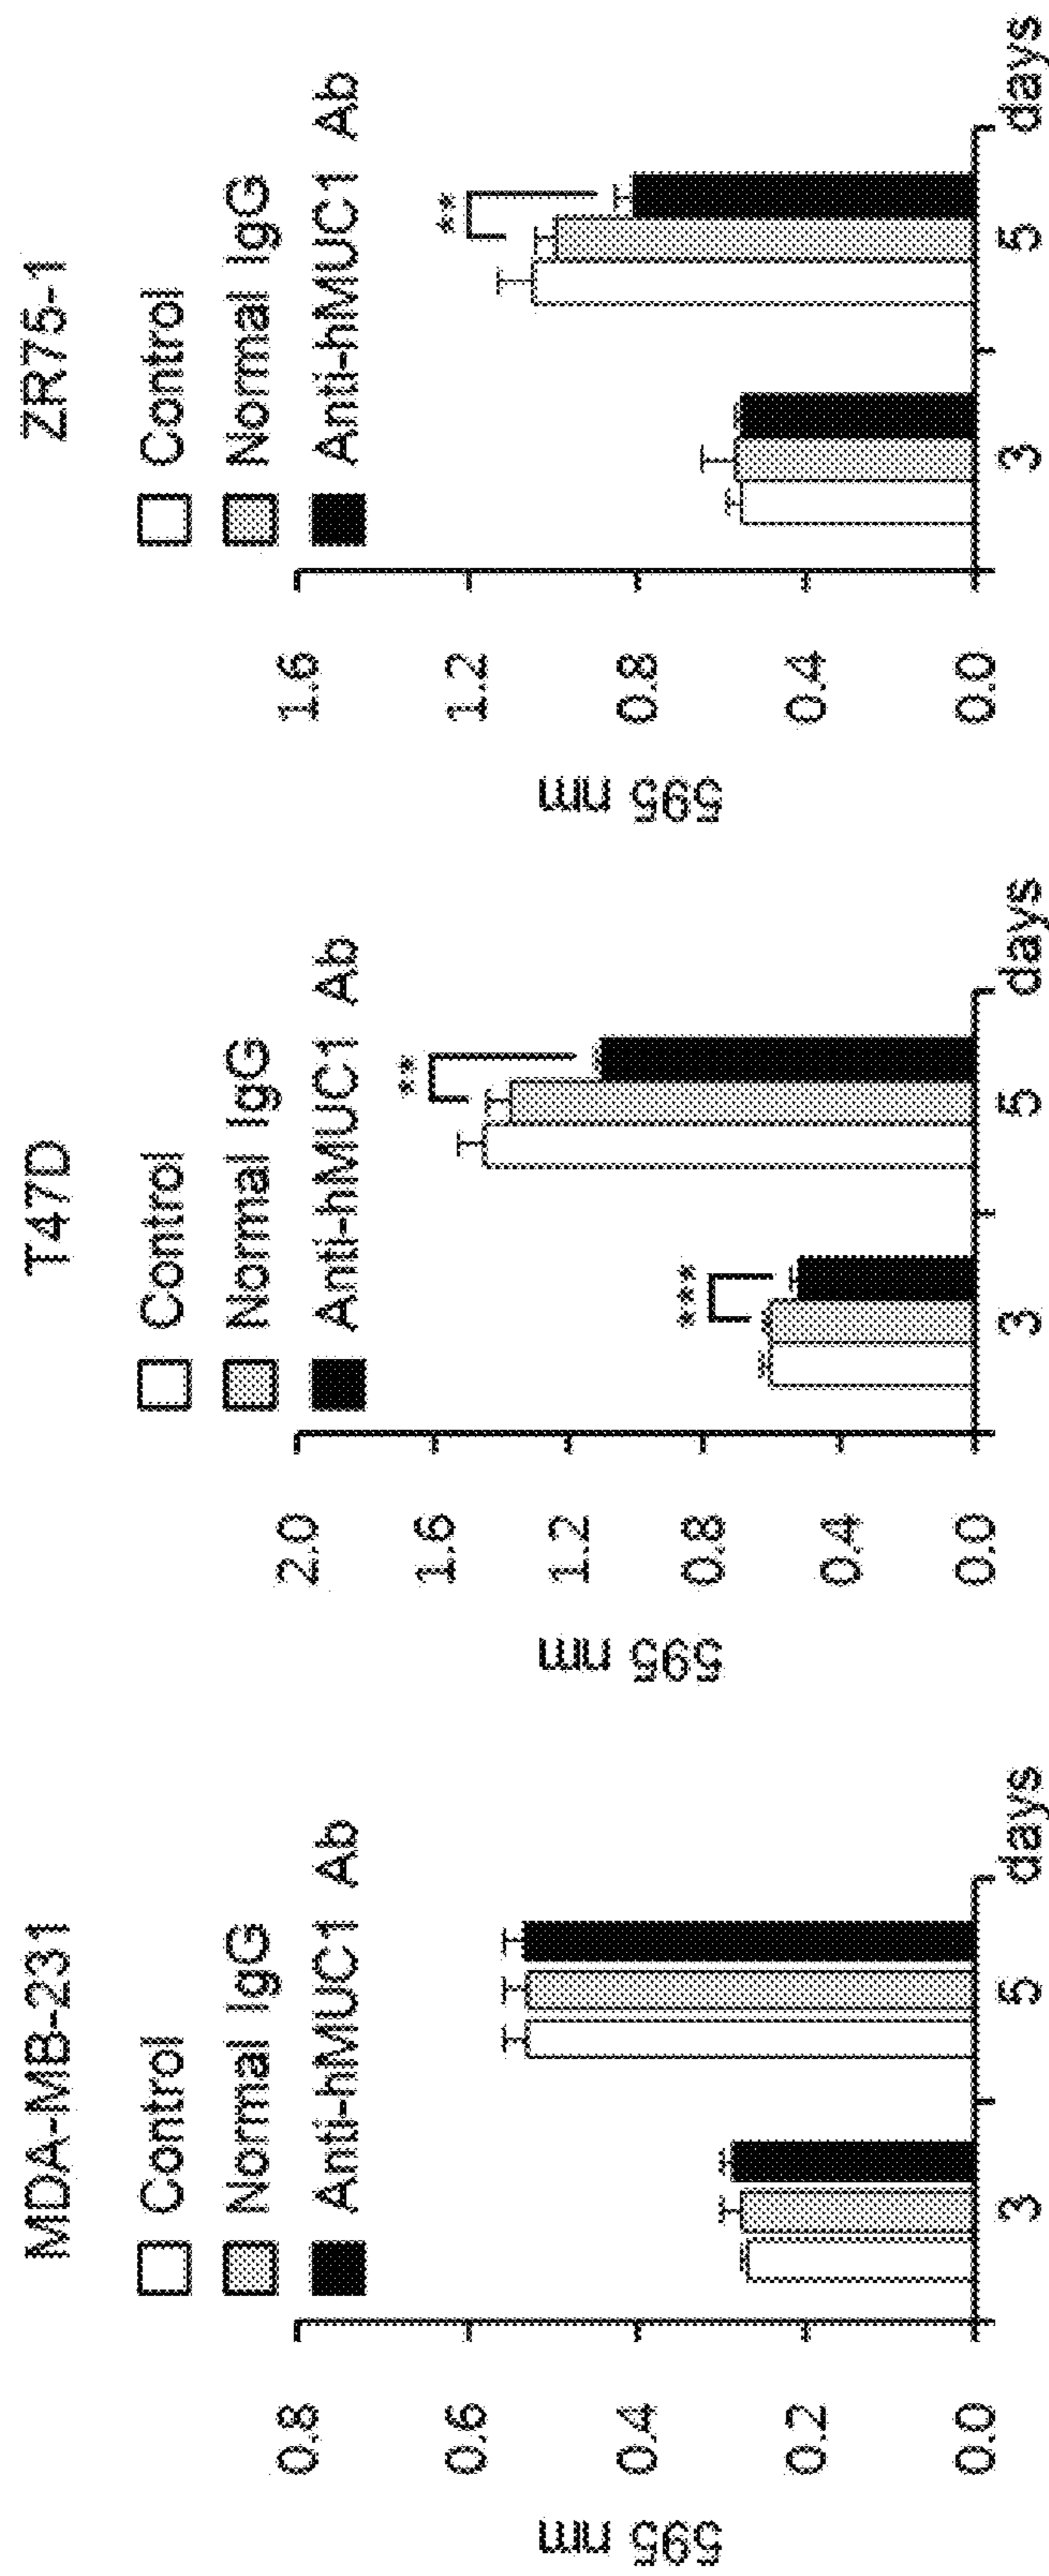 MDA-MB-231
Control
Normal IgG
Anti-hMUC1 Ab
595 nm
0.8
0.6
0.4
0.2
0.0
3
5
days
T47D
Control
Normal IgG
Anti-hMUC1 Ab
595 nm
2.0
1.6
1.2
0.8
0.4
0.0
***
**
3
5
days
ZR75-1
Control
Normal IgG
Anti-hMUC1 Ab
595 nm
1.6
1.2
0.8
0.4
0.0
**
3
5
days